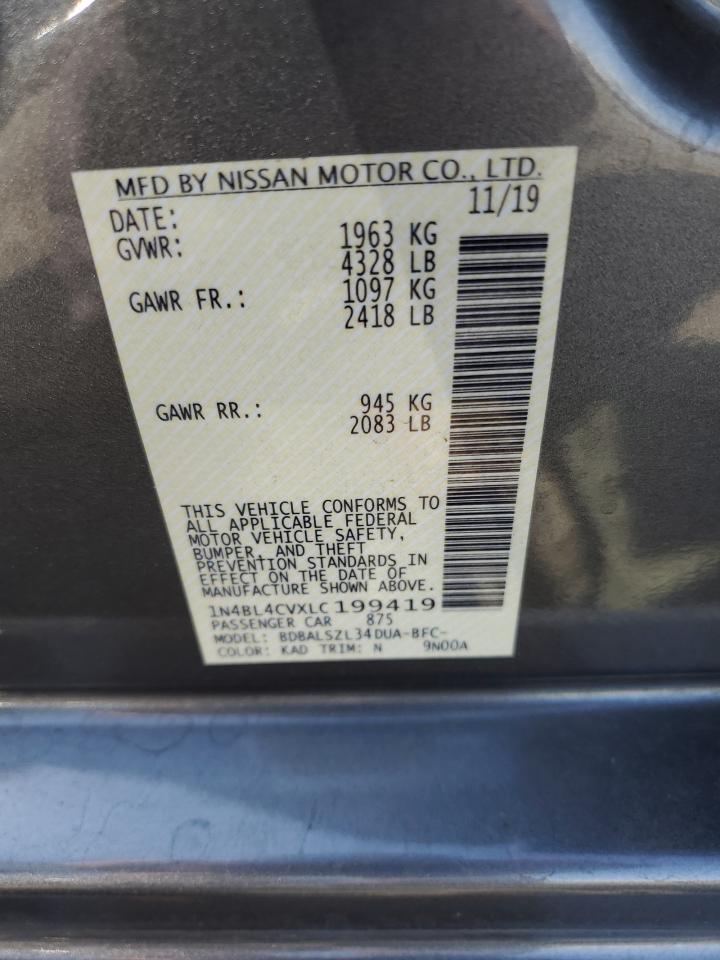 MFD BY NISSAN MOTOR CO., LTD.
DATE: 11/19
GVWR: 1963 KG
4328 LB
GAWR FR.: 1097 KG
2418 LB
GAWR RR.: 945 KG
2083 LB
THIS VEHICLE CONFORMS TO
ALL APPLICABLE FEDERAL
MOTOR VEHICLE SAFETY,
BUMPER, AND THEFT
PREVENTION STANDARDS IN
EFFECT ON THE DATE OF
MANUFACTURE SHOWN ABOVE.
1N4BL4CVXLC199419
PASSENGER CAR 875
MODEL: BDBALSZL34DUA-BFC-
COLOR: KAD TRIM: N 9N00A